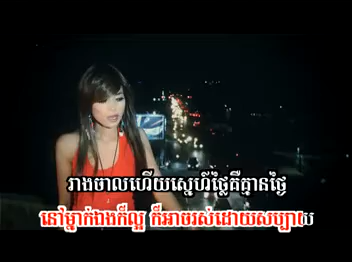 រាងចាលហើយស្នេហ៍ថ្លៃគឺគ្មានថ្ងៃ
នៅម្នាក់ឯងក៏ល្អ ក៏អាចរស់ដោយសប្បាយ